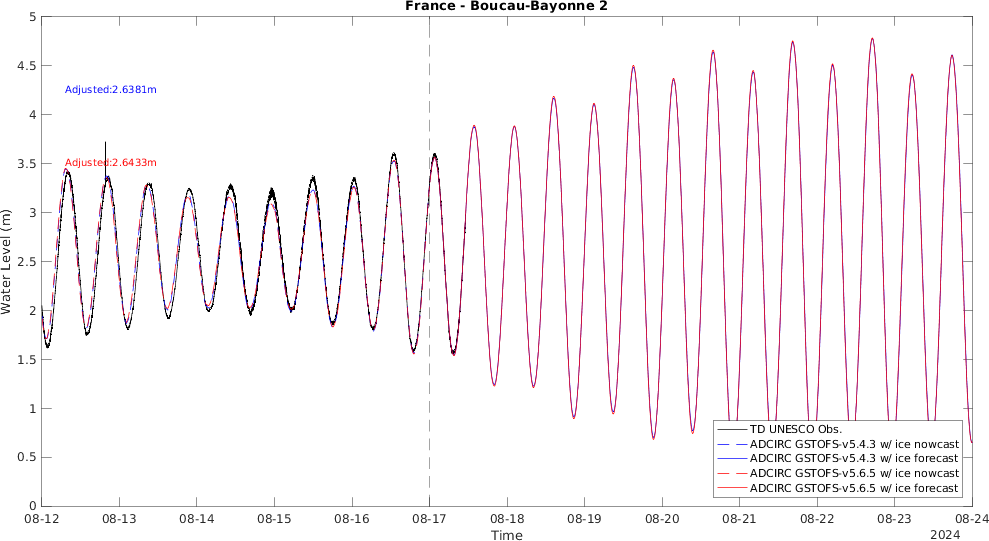 France - Boucau-Bayonne 2
5
4.5
4
3.5
3
2.5
2
1.5
1
0.5
0
Water Level (m)
Adjusted:2.6381m
Adjusted:2.6433m
TD UNESCO Obs.
ADCIRC GSTOFS-v5.4.3 w/ ice nowcast
ADCIRC GSTOFS-v5.4.3 w/ ice forecast
ADCIRC GSTOFS-v5.6.5 w/ ice nowcast
ADCIRC GSTOFS-v5.6.5 w/ ice forecast
08-12 08-13 08-14 08-15 08-16 08-17 08-18 08-19 08-20 08-21 08-22 08-23 08-24
Time
2024